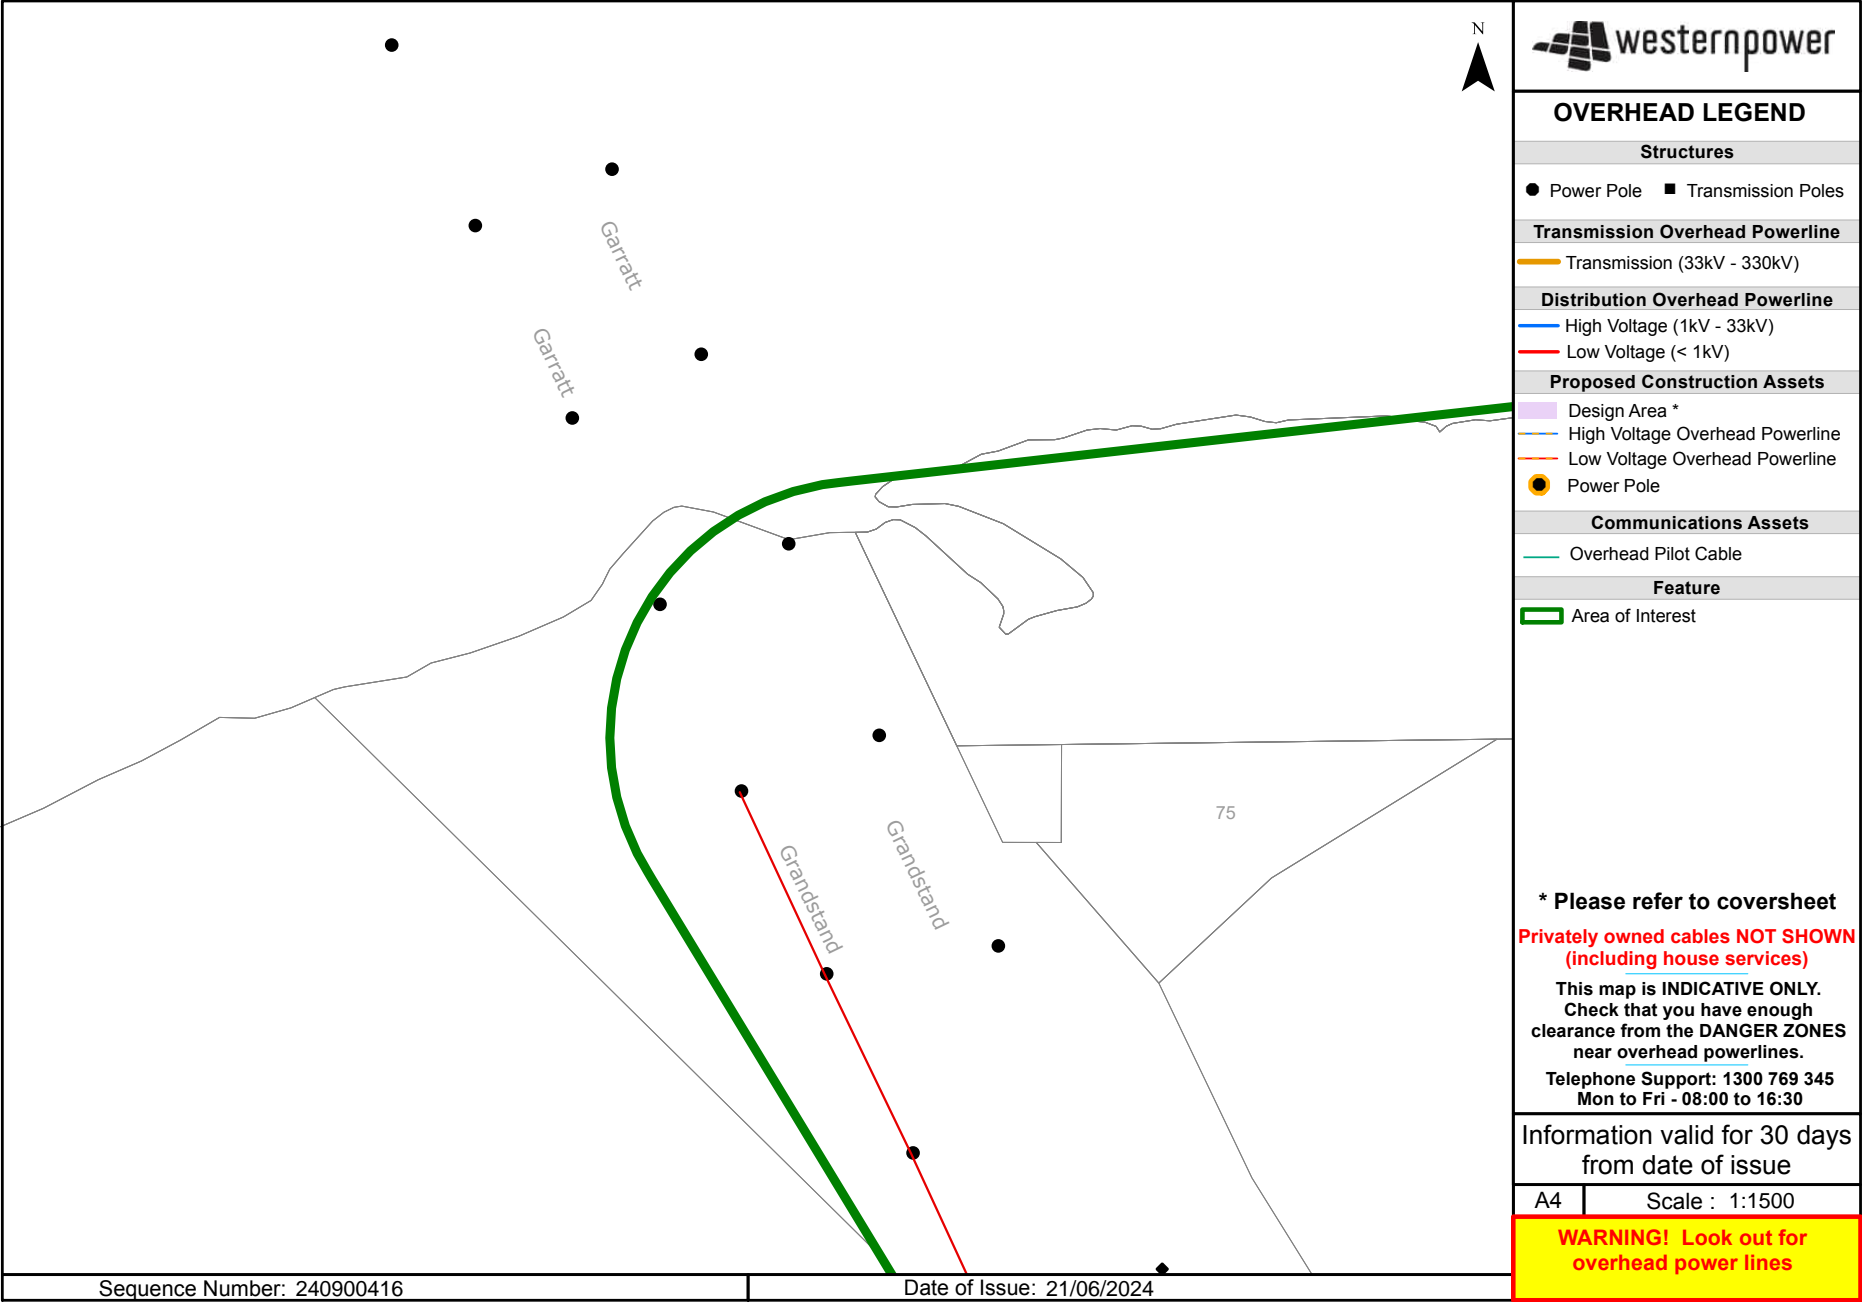 N
Garratt
Garratt
Grandstand
Grandstand
75
westernpower
OVERHEAD LEGEND
Structures
Power Pole Transmission Poles
Transmission Overhead Powerline
Transmission (33kV - 330kV)
Distribution Overhead Powerline
High Voltage (1kV - 33kV)
Low Voltage (< 1kV)
Proposed Construction Assets
Design Area *
High Voltage Overhead Powerline
Low Voltage Overhead Powerline
Power Pole
Communications Assets
Overhead Pilot Cable
Feature
Area of Interest
* Please refer to coversheet
Privately owned cables NOT SHOWN
(including house services)
This map is INDICATIVE ONLY.
Check that you have enough
clearance from the DANGER ZONES
near overhead powerlines.
Telephone Support: 1300 769 345
Mon to Fri - 08:00 to 16:30
Information valid for 30 days
from date of issue
A4 Scale : 1:1500
WARNING! Look out for
overhead power lines
Sequence Number: 240900416 Date of Issue: 21/06/2024